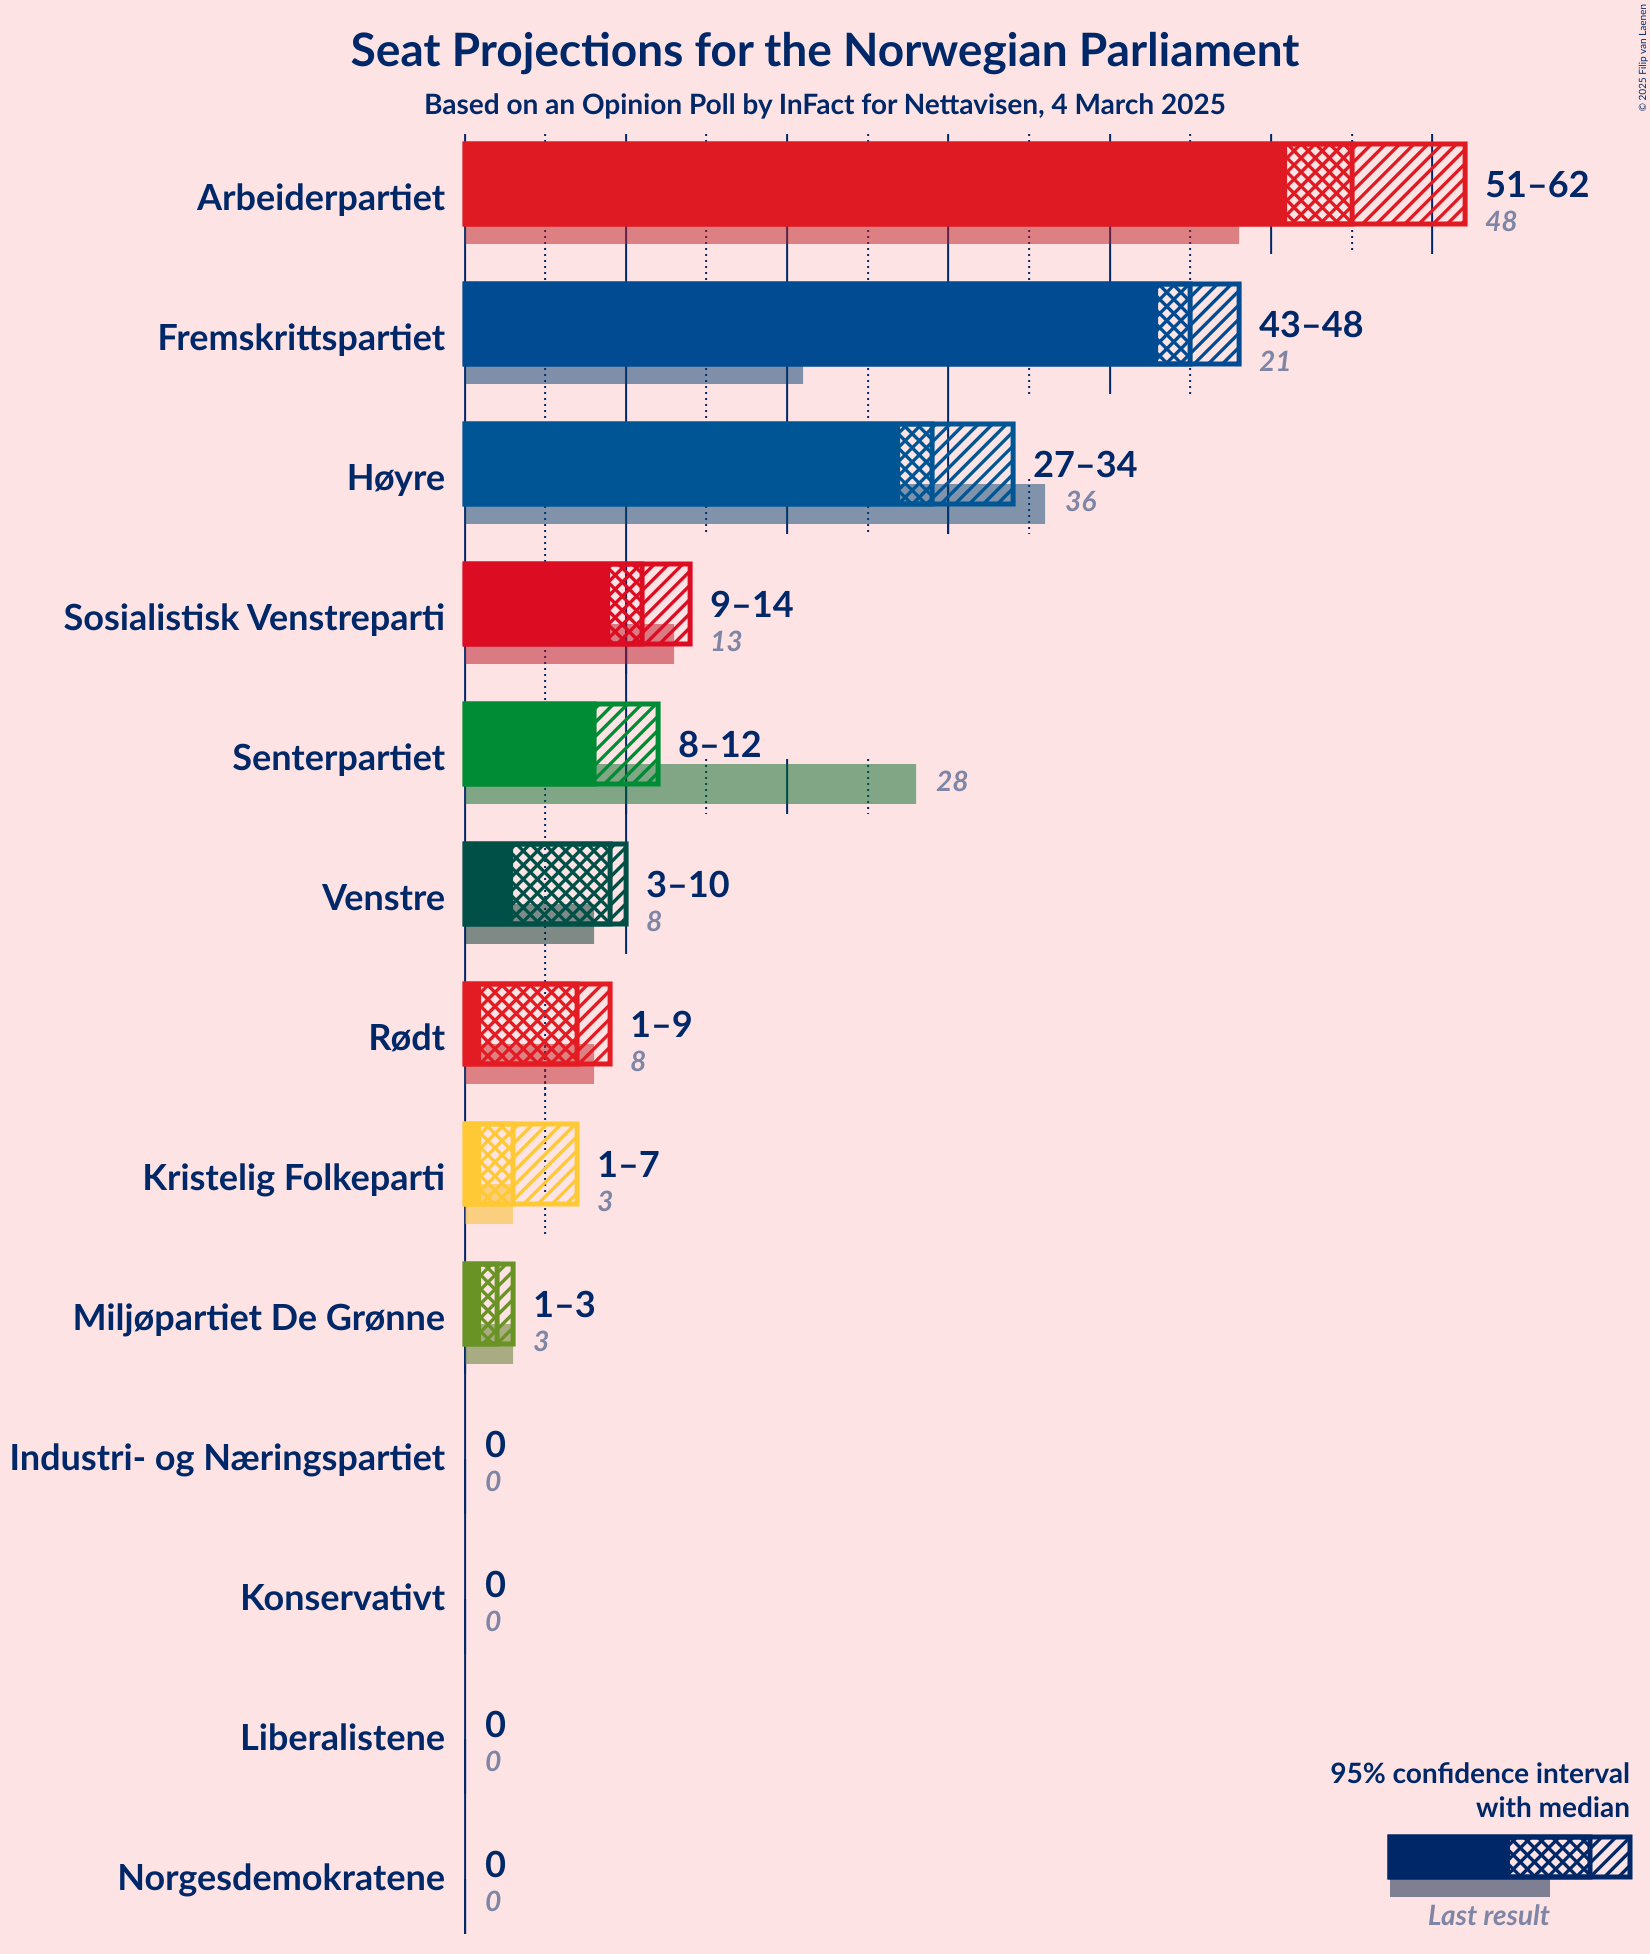 Seat Projections for the Norwegian Parliament
Based on an Opinion Poll by InFact for Nettavisen, 4 March 2025
© 2025 Filip van Laenen
Arbeiderpartiet
51–62
48
Fremskrittspartiet
43–48
21
Høyre
27–34
36
Sosialistisk Venstreparti
9–14
13
Senterpartiet
8–12
28
Venstre
3–10
8
Rødt
1–9
8
Kristelig Folkeparti
1–7
3
Miljøpartiet De Grønne
1–3
3
Industri- og Næringspartiet
0
0
Konservativt
0
0
Liberalistene
0
0
Norgesdemokratene
0
0
95% confidence interval
with median
Last result